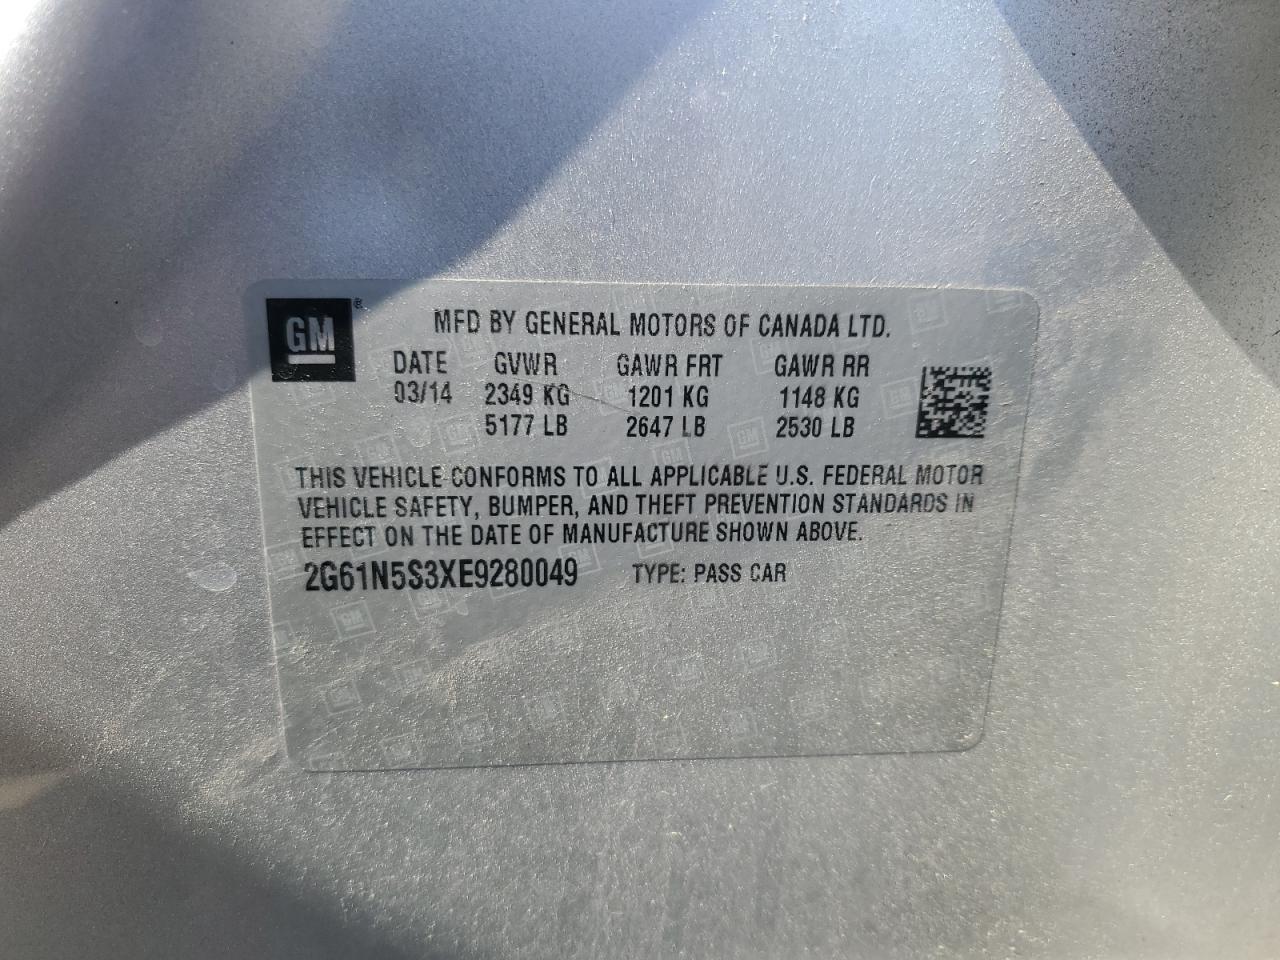 GM ®
MFD BY GENERAL MOTORS OF CANADA LTD.
DATE GVWR GAWR FRT GAWR RR
03/14 2349 KG 1201 KG 1148 KG
5177 LB 2647 LB 2530 LB
THIS VEHICLE CONFORMS TO ALL APPLICABLE U.S. FEDERAL MOTOR
VEHICLE SAFETY, BUMPER, AND THEFT PREVENTION STANDARDS IN
EFFECT ON THE DATE OF MANUFACTURE SHOWN ABOVE.
2G61N5S3XE9280049 TYPE: PASS CAR